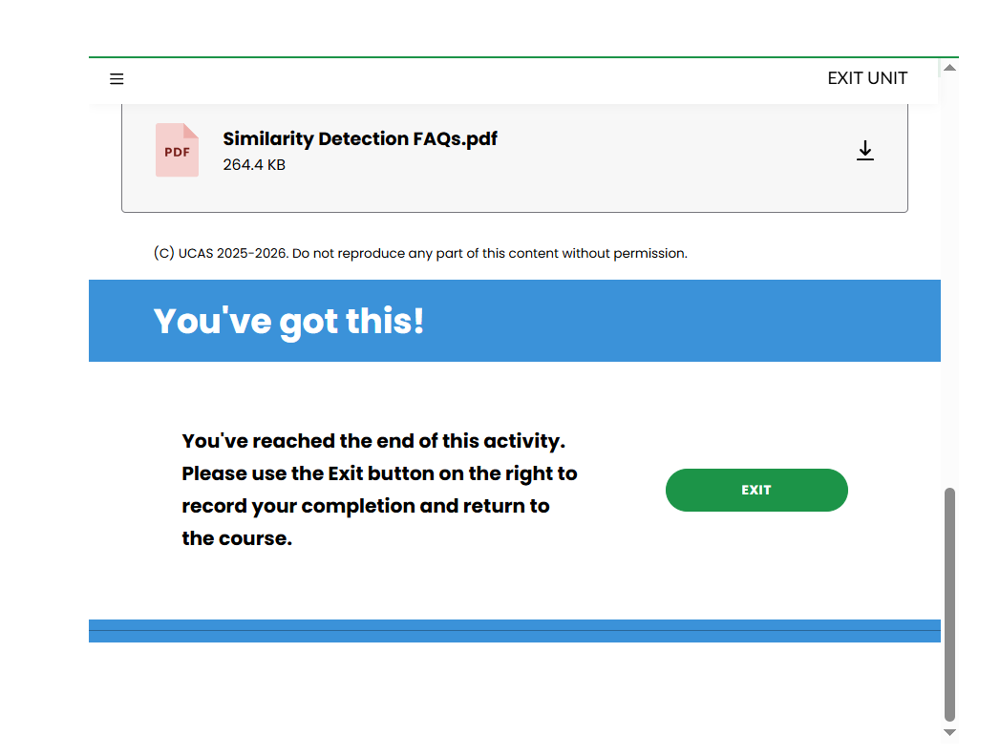 EXIT UNIT
PDF
Similarity Detection FAQs.pdf
264.4 KB
(C) UCAS 2025-2026. Do not reproduce any part of this content without permission.
You've got this!
You've reached the end of this activity.
Please use the Exit button on the right to
record your completion and return to
the course.
EXIT